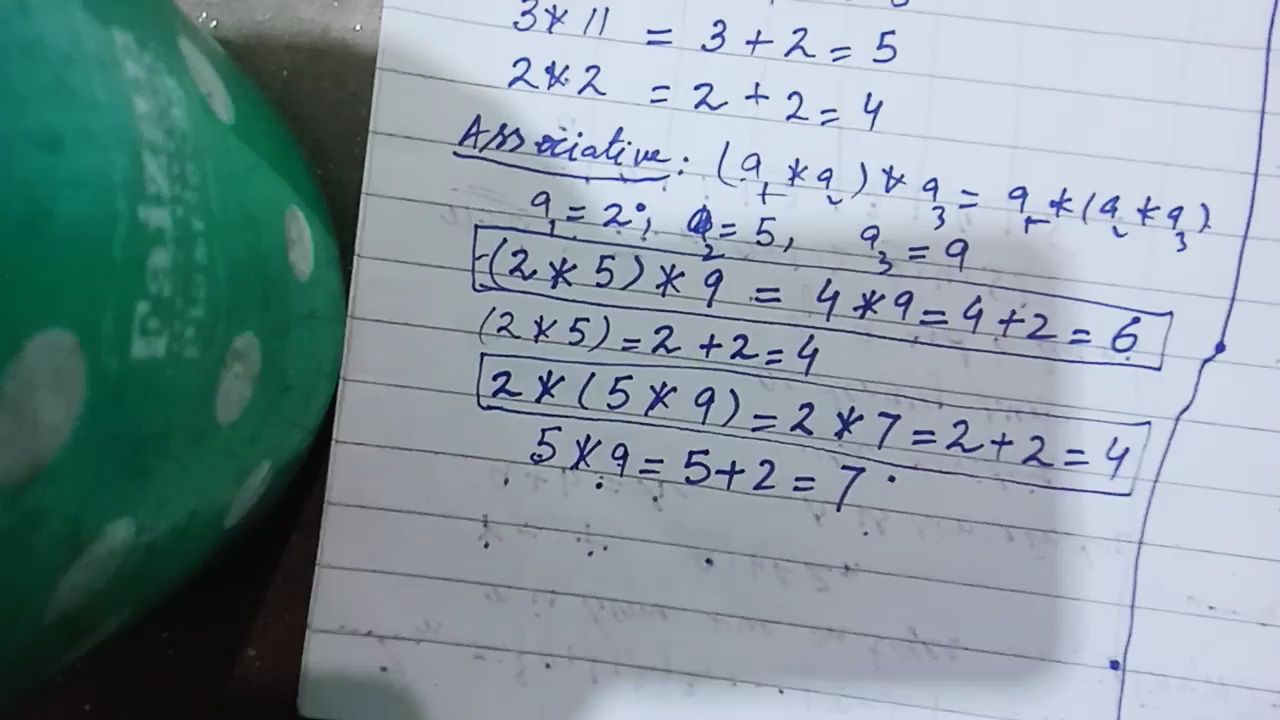 3 * 11 = 3 + 2 = 5
2 * 2 = 2 + 2 = 4
Associative: (a₁ * a₂) * a₃ = a₁ * (a₂ * a₃)
a₁ = 2; a₂ = 5, a₃ = 9
(2 * 5) * 9 = 4 * 9 = 4 + 2 = 6
(2 * 5) = 2 + 2 = 4
2 * (5 * 9) = 2 * 7 = 2 + 2 = 4
5 * 9 = 5 + 2 = 7.